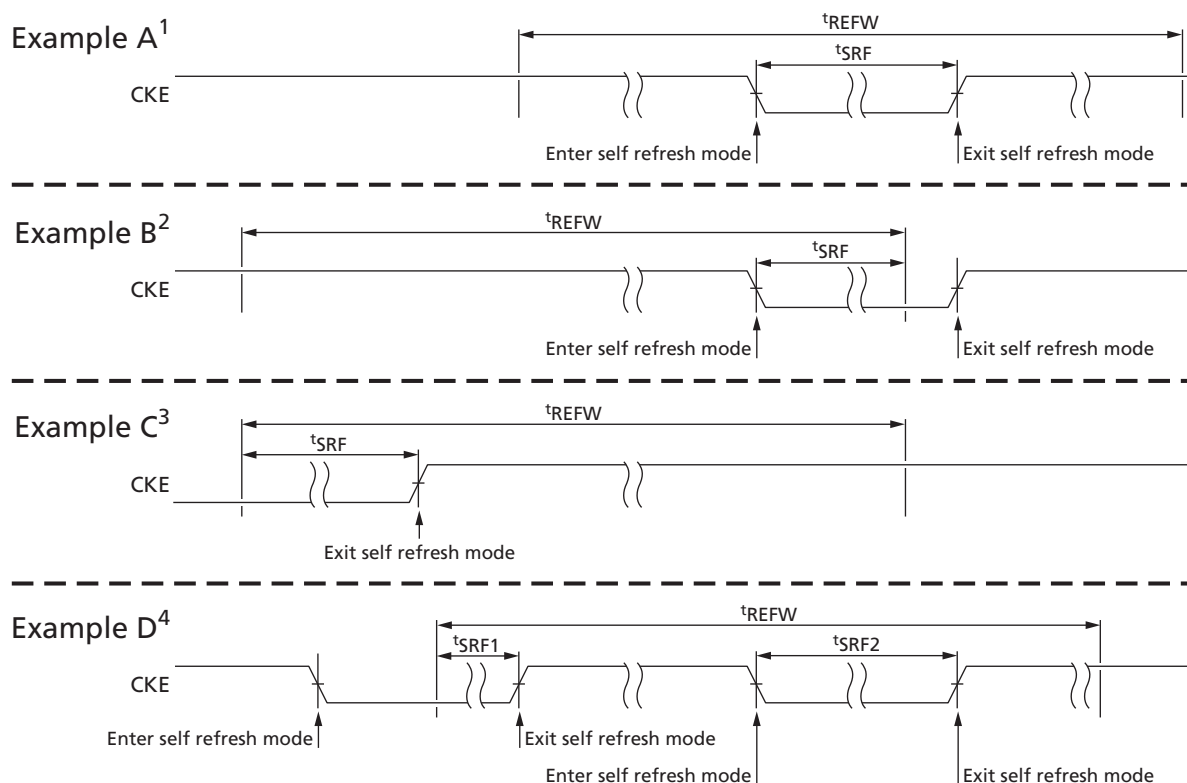 Example A1
tREFW
tSRF
CKE
Enter self refresh mode
Exit self refresh mode
Example B2
tREFW
tSRF
CKE
Enter self refresh mode
Exit self refresh mode
Example C3
tREFW
tSRF
CKE
Exit self refresh mode
Example D4
tREFW
tSRF1
tSRF2
CKE
Enter self refresh mode
Exit self refresh mode
Enter self refresh mode
Exit self refresh mode